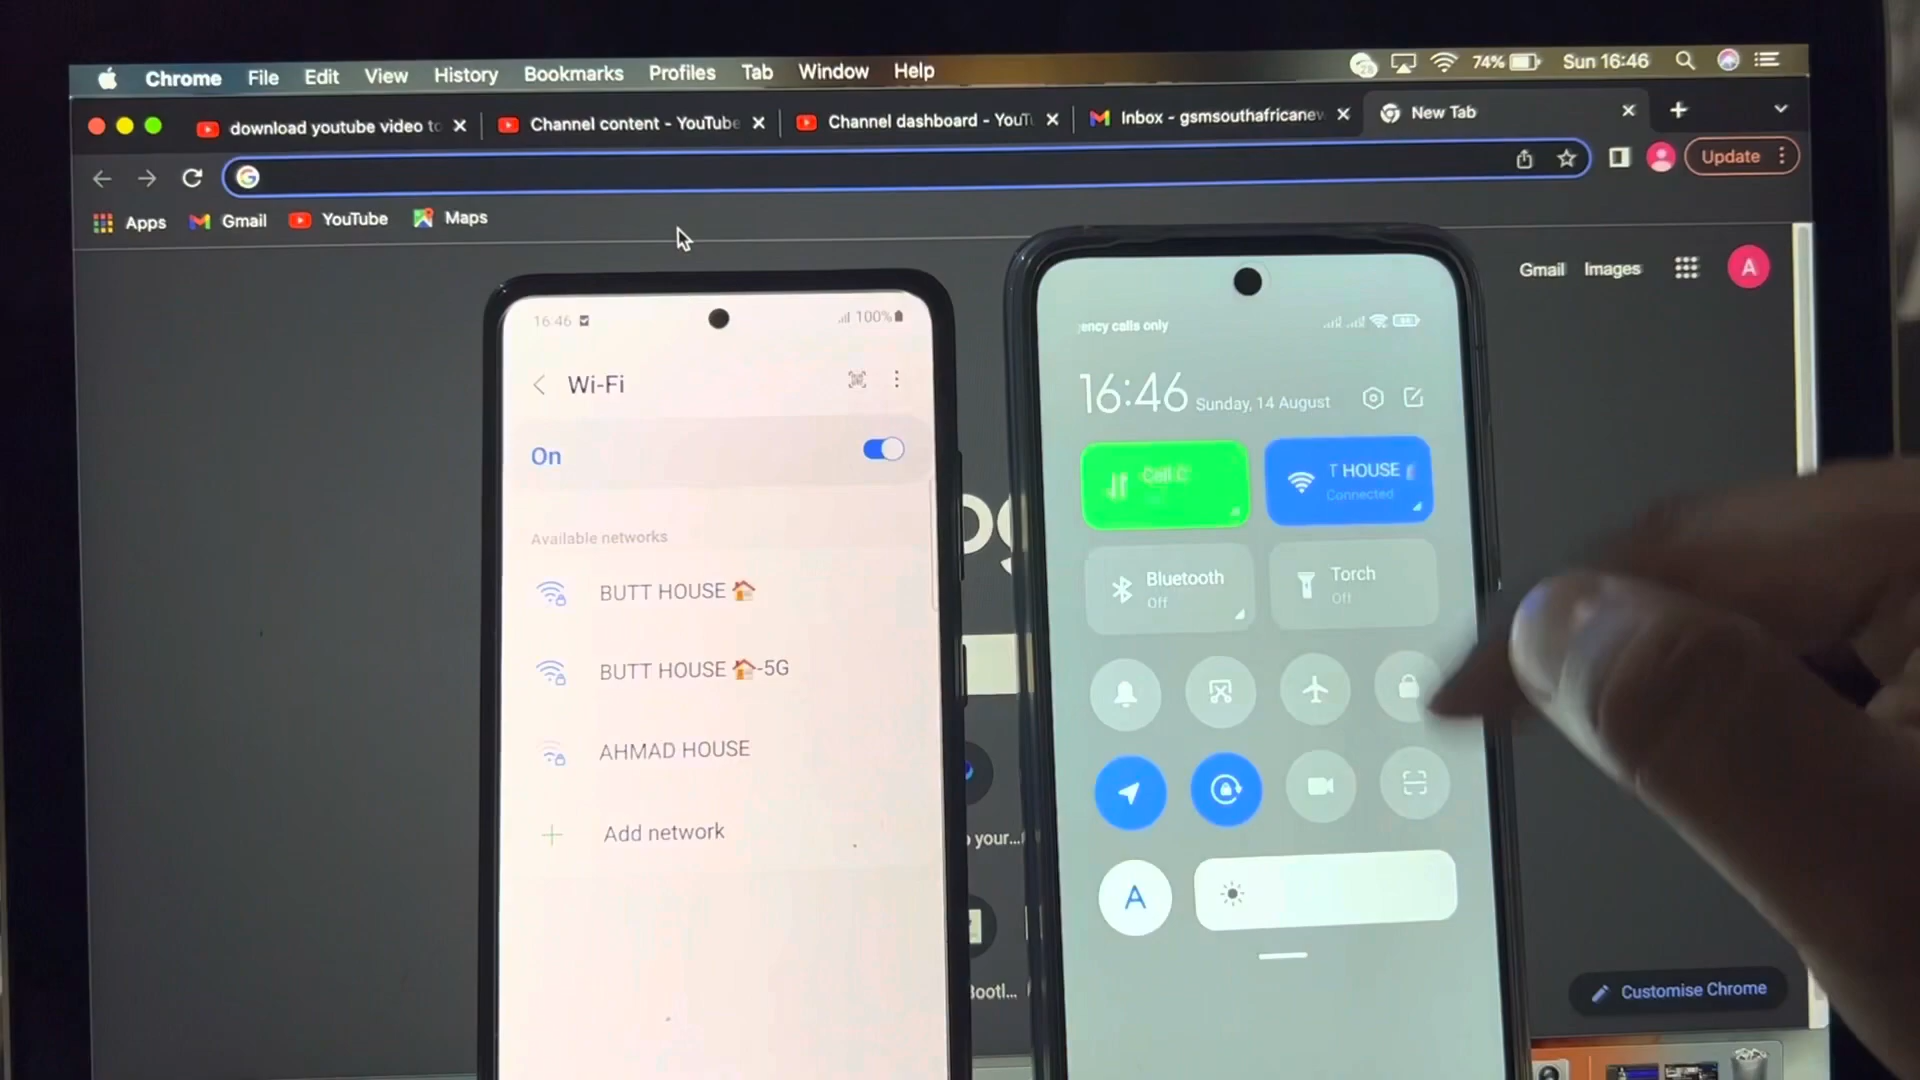 Chrome File Edit View History Bookmarks Profiles Tab Window Help
74% Sun 16:46
download youtube video to
Channel content - YouTube
Channel dashboard - YouT
Inbox - gsmsouthafricanew
New Tab
Update
Apps Gmail YouTube Maps
Gmail Images
A
16:46 100%
Wi-Fi
On
Available networks
BUTT HOUSE 🏠
BUTT HOUSE 🏠-5G
AHMAD HOUSE
Add network
ency calls only
16:46 Sunday, 14 August
Call C
T HOUSE
Connected
Bluetooth
Off
Torch
Off
A
your...
Bootl...
Customise Chrome